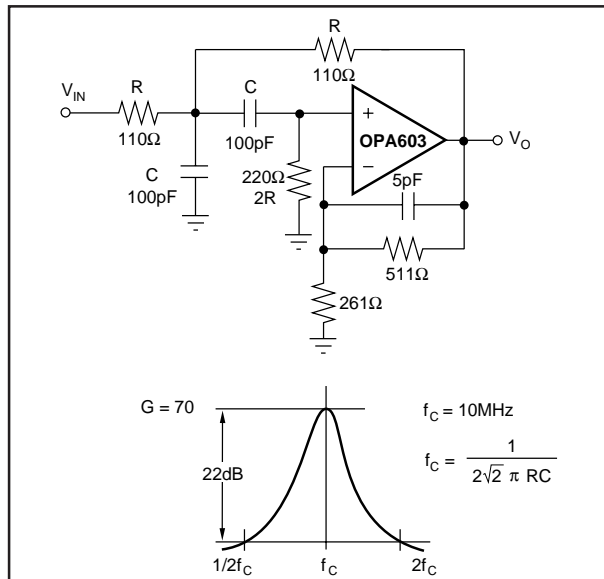 R
110Ω
V_IN
R
110Ω
C
100pF
C
100pF
220Ω
2R
+
OPA603
–
V_O
5pF
511Ω
261Ω
G = 70
22dB
f_C = 10MHz
f_C = 1 / 2√2 π RC
1/2f_C
f_C
2f_C